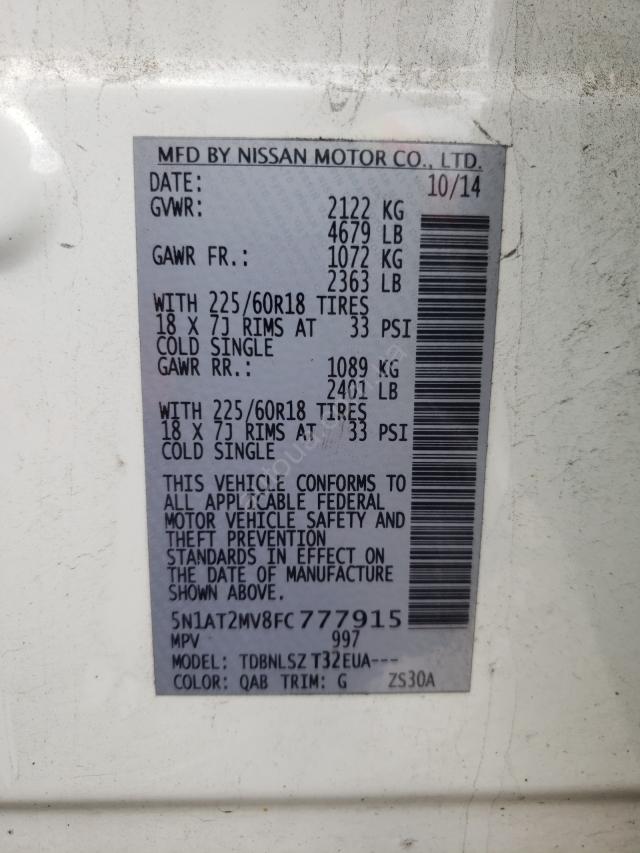 MFD BY NISSAN MOTOR CO., LTD.
DATE: 10/14
GVWR: 2122 KG
4679 LB
GAWR FR.: 1072 KG
2363 LB
WITH 225/60R18 TIRES
18 X 7J RIMS AT 33 PSI
COLD SINGLE
GAWR RR.: 1089 KG
2401 LB
WITH 225/60R18 TIRES
18 X 7J RIMS AT 33 PSI
COLD SINGLE
THIS VEHICLE CONFORMS TO
ALL APPLICABLE FEDERAL
MOTOR VEHICLE SAFETY AND
THEFT PREVENTION
STANDARDS IN EFFECT ON
THE DATE OF MANUFACTURE
SHOWN ABOVE.
5N1AT2MV8FC777915
MPV 997
MODEL: TDBNLSZ T32EUA---
COLOR: QAB TRIM: G ZS30A